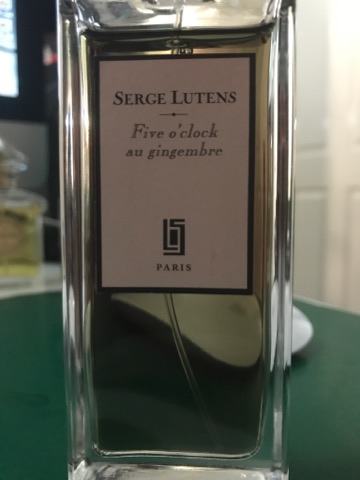 SERGE LUTENS
Five o'clock
au gingembre
PARIS